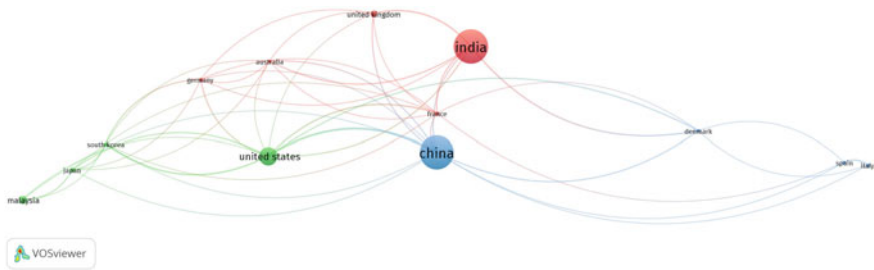 united kingdom
india
australia
germany
france
denmark
south korea
china
united states
spain
italy
japan
malaysia
VOSviewer